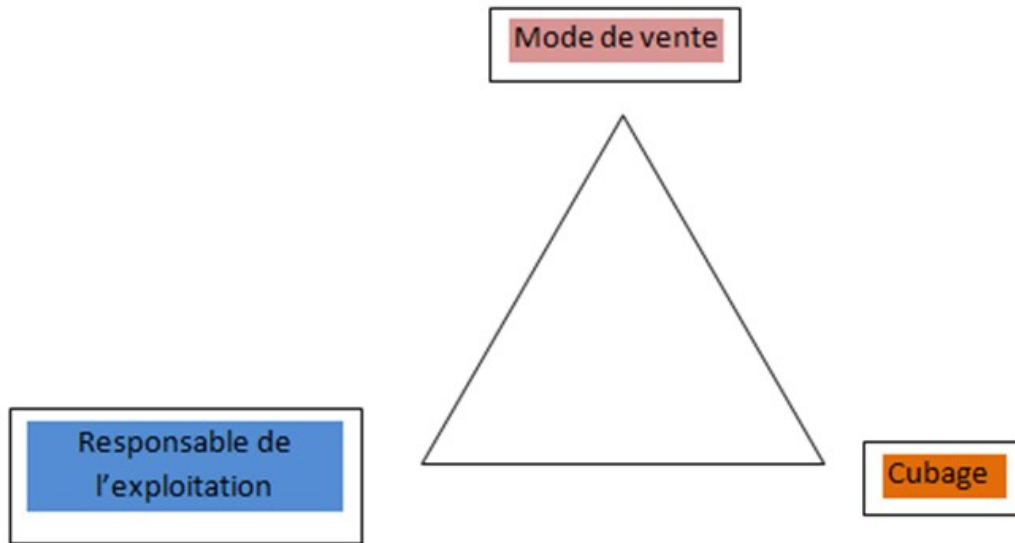 Mode de vente
Responsable de
l’exploitation
Cubage